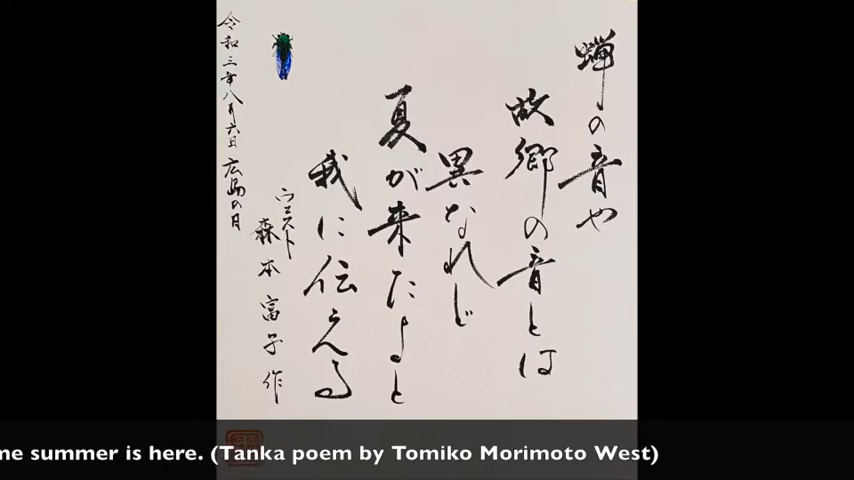 蝉の音や
故郷の音とは
異なれど
夏が来たよと
我に伝える
ウェスト
森本富子作
令和三年八月六日広島の日
me summer is here. (Tanka poem by Tomiko Morimoto West)